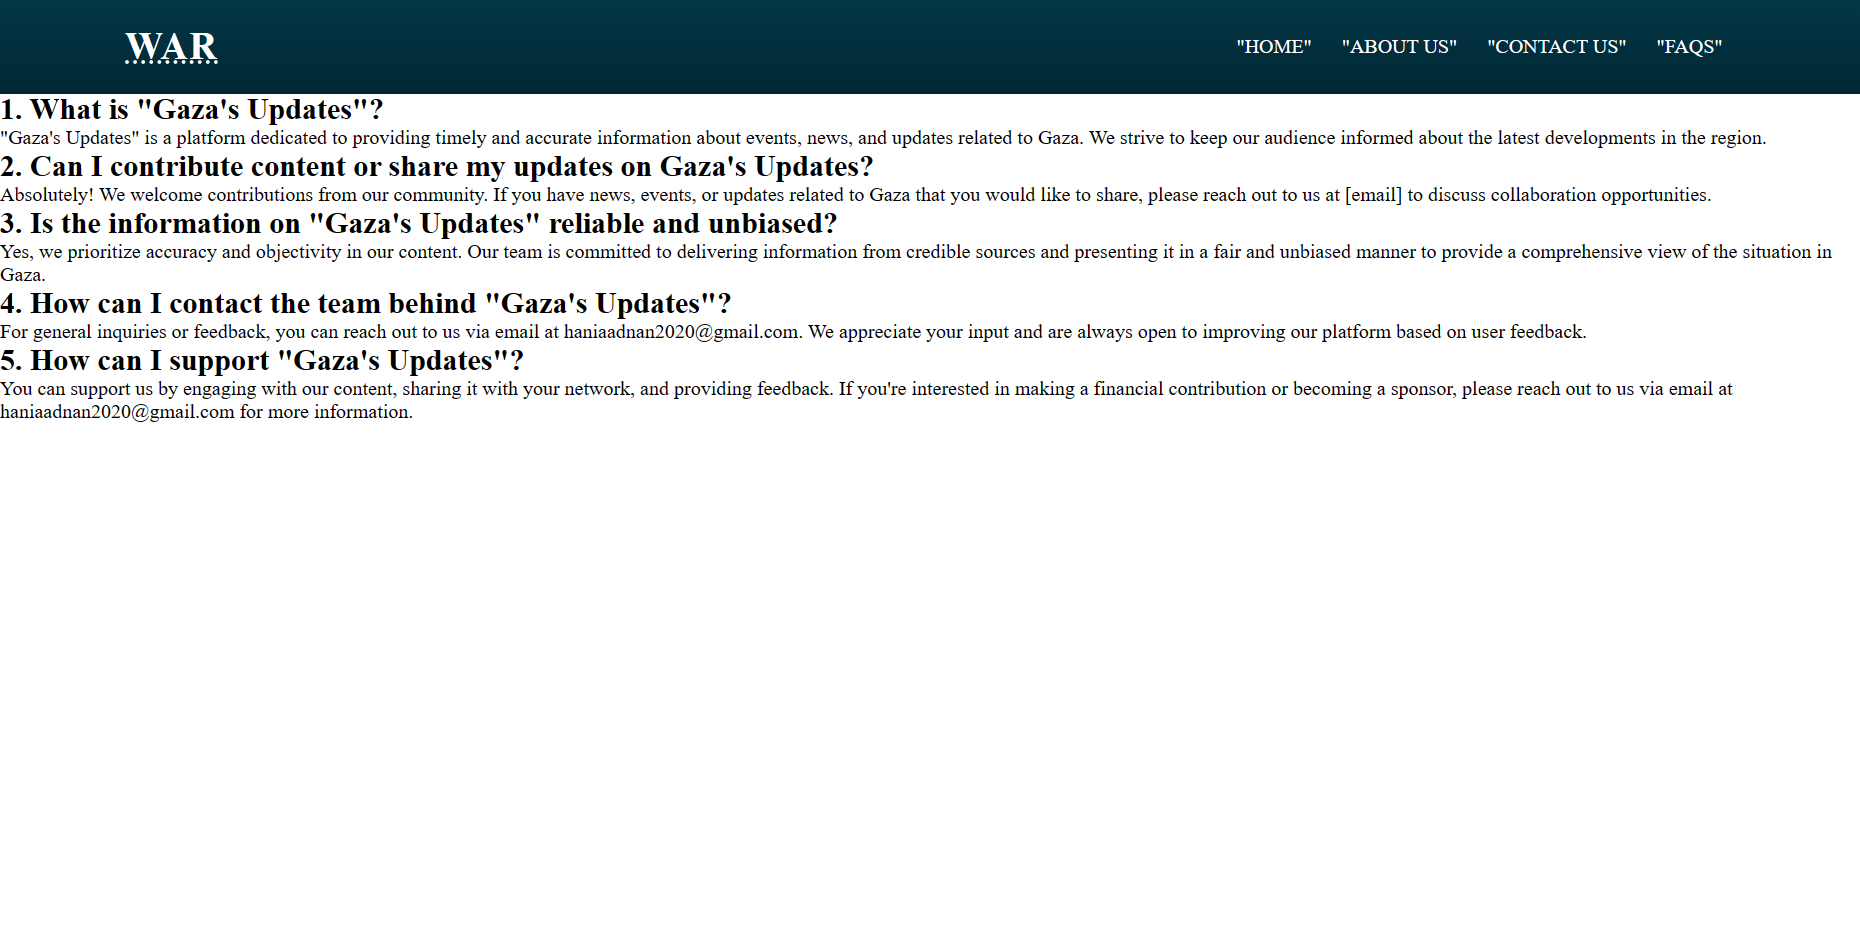 WAR
"HOME" "ABOUT US" "CONTACT US" "FAQS"
1. What is "Gaza's Updates"?
"Gaza's Updates" is a platform dedicated to providing timely and accurate information about events, news, and updates related to Gaza. We strive to keep our audience informed about the latest developments in the region.
2. Can I contribute content or share my updates on Gaza's Updates?
Absolutely! We welcome contributions from our community. If you have news, events, or updates related to Gaza that you would like to share, please reach out to us at [email] to discuss collaboration opportunities.
3. Is the information on "Gaza's Updates" reliable and unbiased?
Yes, we prioritize accuracy and objectivity in our content. Our team is committed to delivering information from credible sources and presenting it in a fair and unbiased manner to provide a comprehensive view of the situation in
Gaza.
4. How can I contact the team behind "Gaza's Updates"?
For general inquiries or feedback, you can reach out to us via email at haniaadnan2020@gmail.com. We appreciate your input and are always open to improving our platform based on user feedback.
5. How can I support "Gaza's Updates"?
You can support us by engaging with our content, sharing it with your network, and providing feedback. If you're interested in making a financial contribution or becoming a sponsor, please reach out to us via email at
haniaadnan2020@gmail.com for more information.